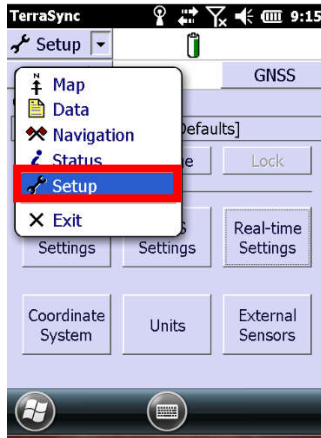 TerraSync 9:15
Setup
N
Map
GNSS
Data
Navigation
Defaults]
Status
Lock
Setup
Exit
Settings Settings Real-time Settings
Coordinate System Units External Sensors